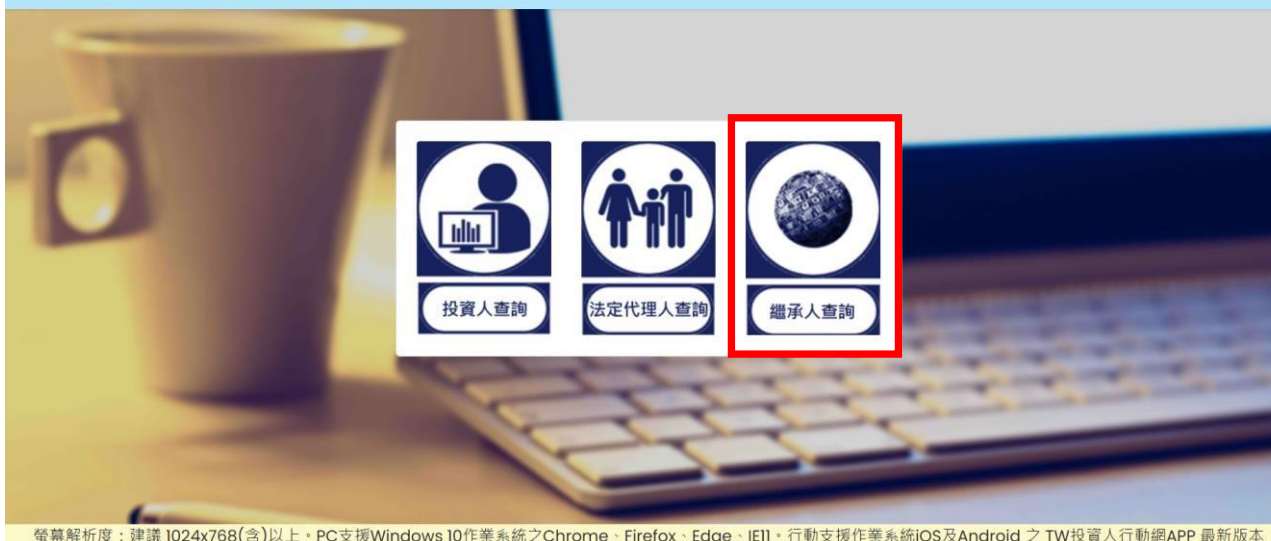 投資人查詢
法定代理人查詢
繼承人查詢
螢幕解析度：建議 1024x768(含)以上。PC支援Windows 10作業系統之Chrome、Firefox、Edge、IE11。行動支援作業系統iOS及Android 之 TW投資人行動網APP 最新版本